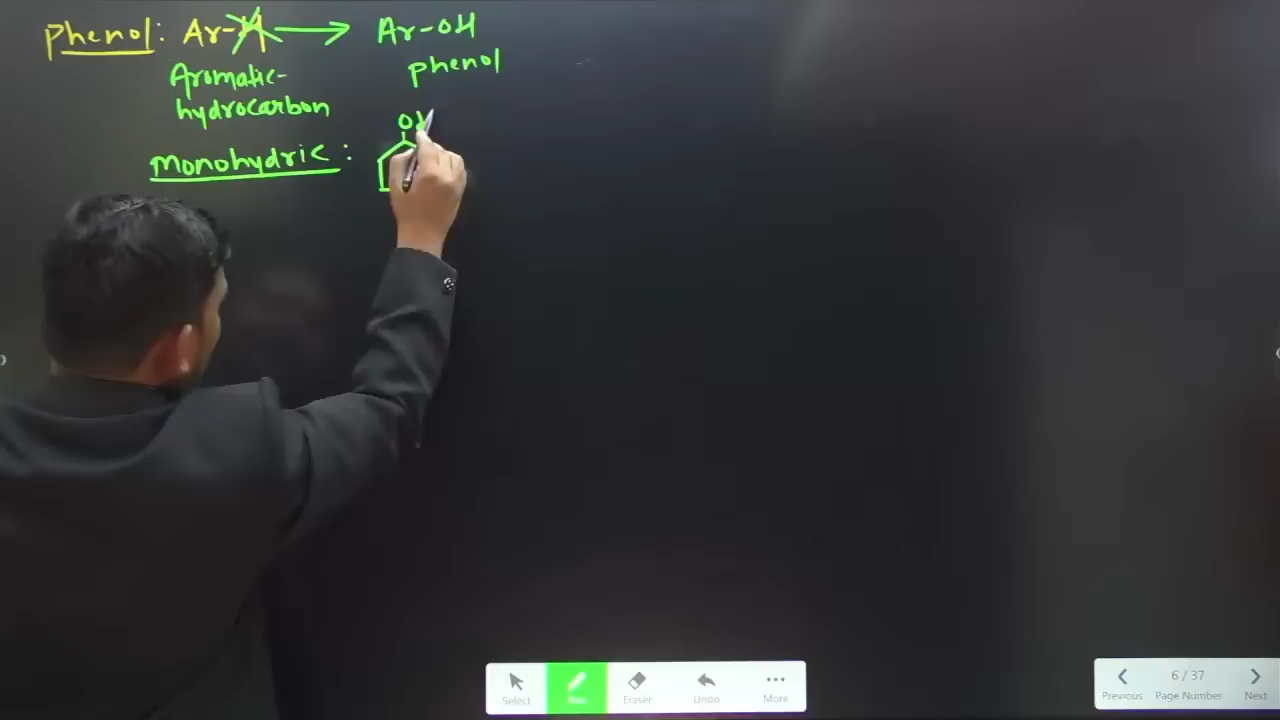 Phenol: Ar-H → Ar-OH
Aromatic-
hydrocarbon
phenol
Monohydric :
OH
Select
Eraser
Undo
More
Previous
6 / 37
Page Number
Next